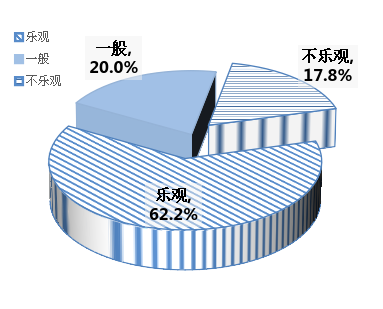 乐观
一般
不乐观
一般,
20.0%
不乐观,
17.8%
乐观,
62.2%